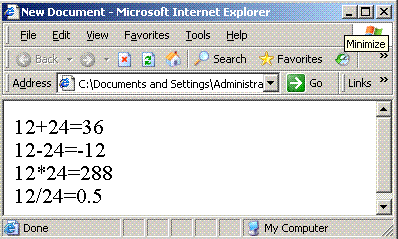 New Document - Microsoft Internet Explorer
File Edit View Favorites Tools Help
Minimize
Back Search Favorites »
Address C:\Documents and Settings\Administra Go Links »
12+24=36
12-24=-12
12*24=288
12/24=0.5
Done My Computer